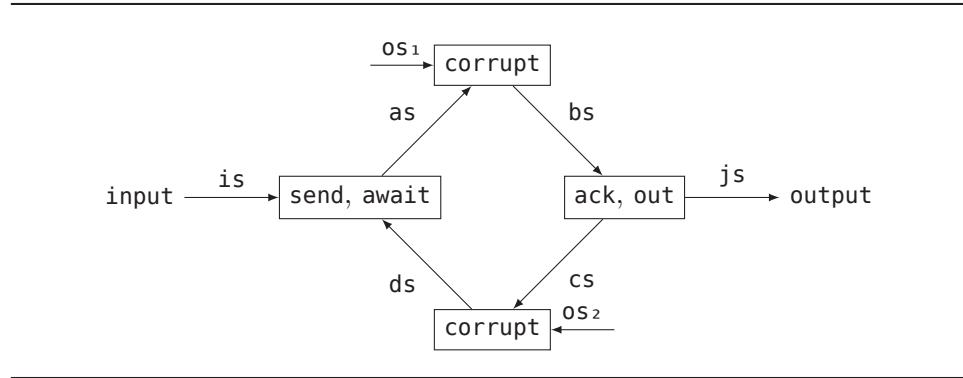 os₁
corrupt
as
bs
input
is
send, await
ack, out
js
output
ds
cs
os₂
corrupt